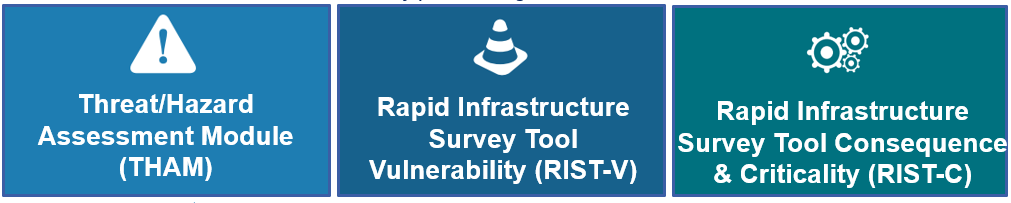 Threat/Hazard
Assessment Module
(THAM)
Rapid Infrastructure
Survey Tool
Vulnerability (RIST-V)
Rapid Infrastructure
Survey Tool Consequence
& Criticality (RIST-C)